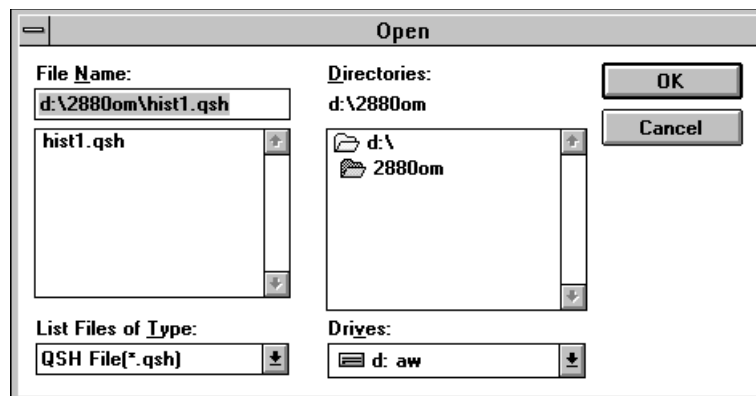 Open
File Name:
d:\2880om\hist1.qsh
hist1.qsh
List Files of Type:
QSH File(*.qsh)
Directories:
d:\2880om
d:\
2880om
Drives:
d: aw
OK
Cancel